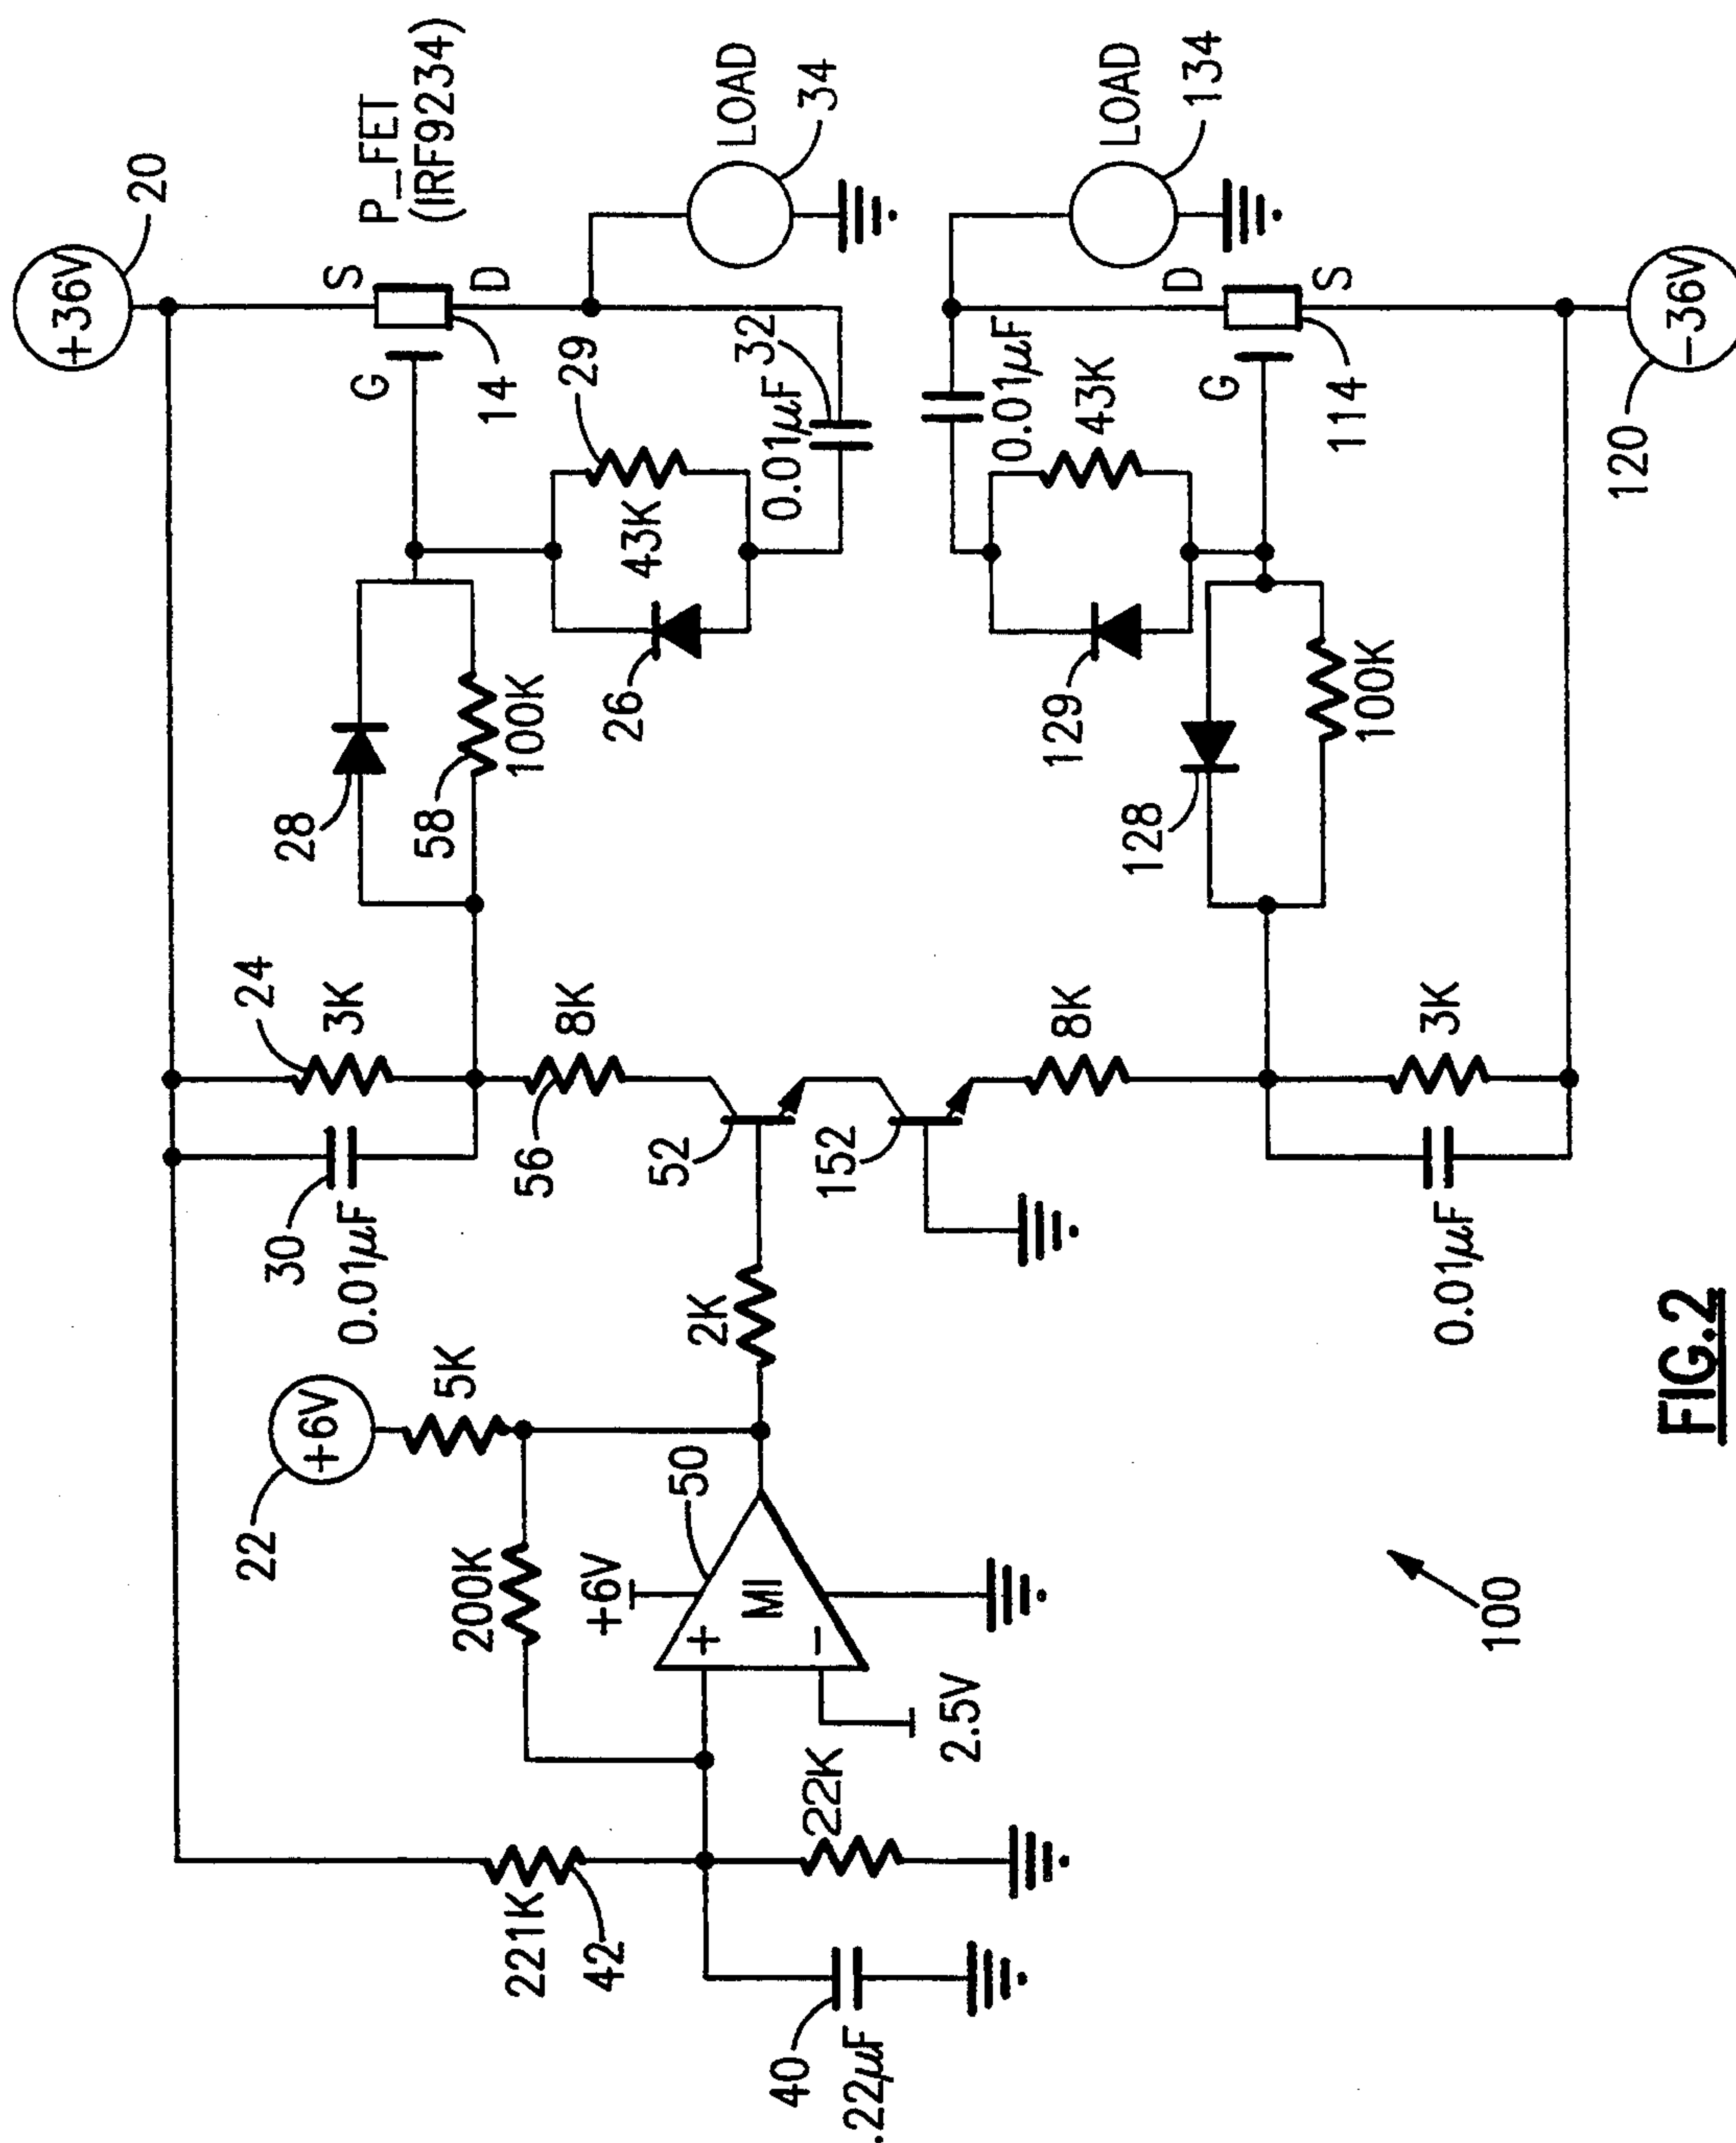 +36V
20
P_FET
(IRF9234)
S
G
D
14
29
0.01µF
32
43K
26
28
58
100K
LOAD
34
24
3K
30
0.01µF
56
8K
52
152
2K
22
+6V
5K
200K
50
+6V
MI
+
−
2.5V
221K
42
22K
40
.22µF
LOAD
134
0.01µF
43K
129
D
G
S
114
128
100K
8K
3K
0.01µF
−36V
120
100
FIG.2